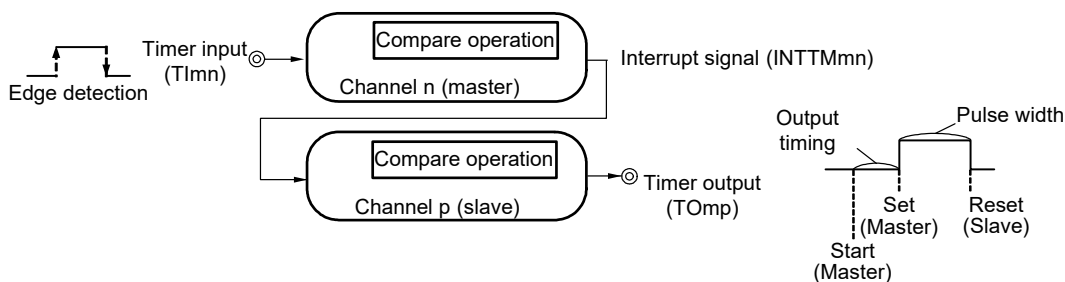 Compare operation
Timer input
(TImn)
Edge detection
Channel n (master)
Interrupt signal (INTTMmn)
Compare operation
Channel p (slave)
Timer output
(TOmp)
Output
timing
Pulse width
Set
(Master)
Reset
(Slave)
Start
(Master)